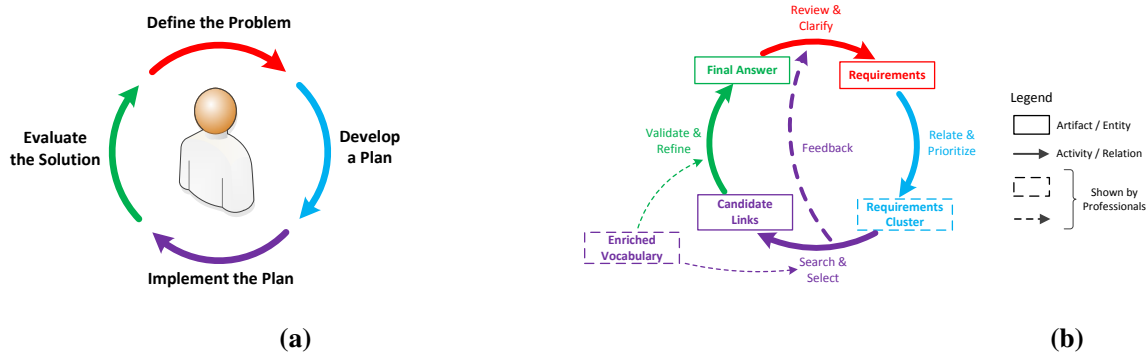 Define the Problem
Evaluate
the Solution
Develop
a Plan
Implement the Plan
(a)
Review &
Clarify
Final Answer
Requirements
Validate &
Refine
Feedback
Relate &
Prioritize
Candidate
Links
Requirements
Cluster
Enriched
Vocabulary
Search &
Select
Legend
Artifact / Entity
Activity / Relation
Shown by
Professionals
(b)